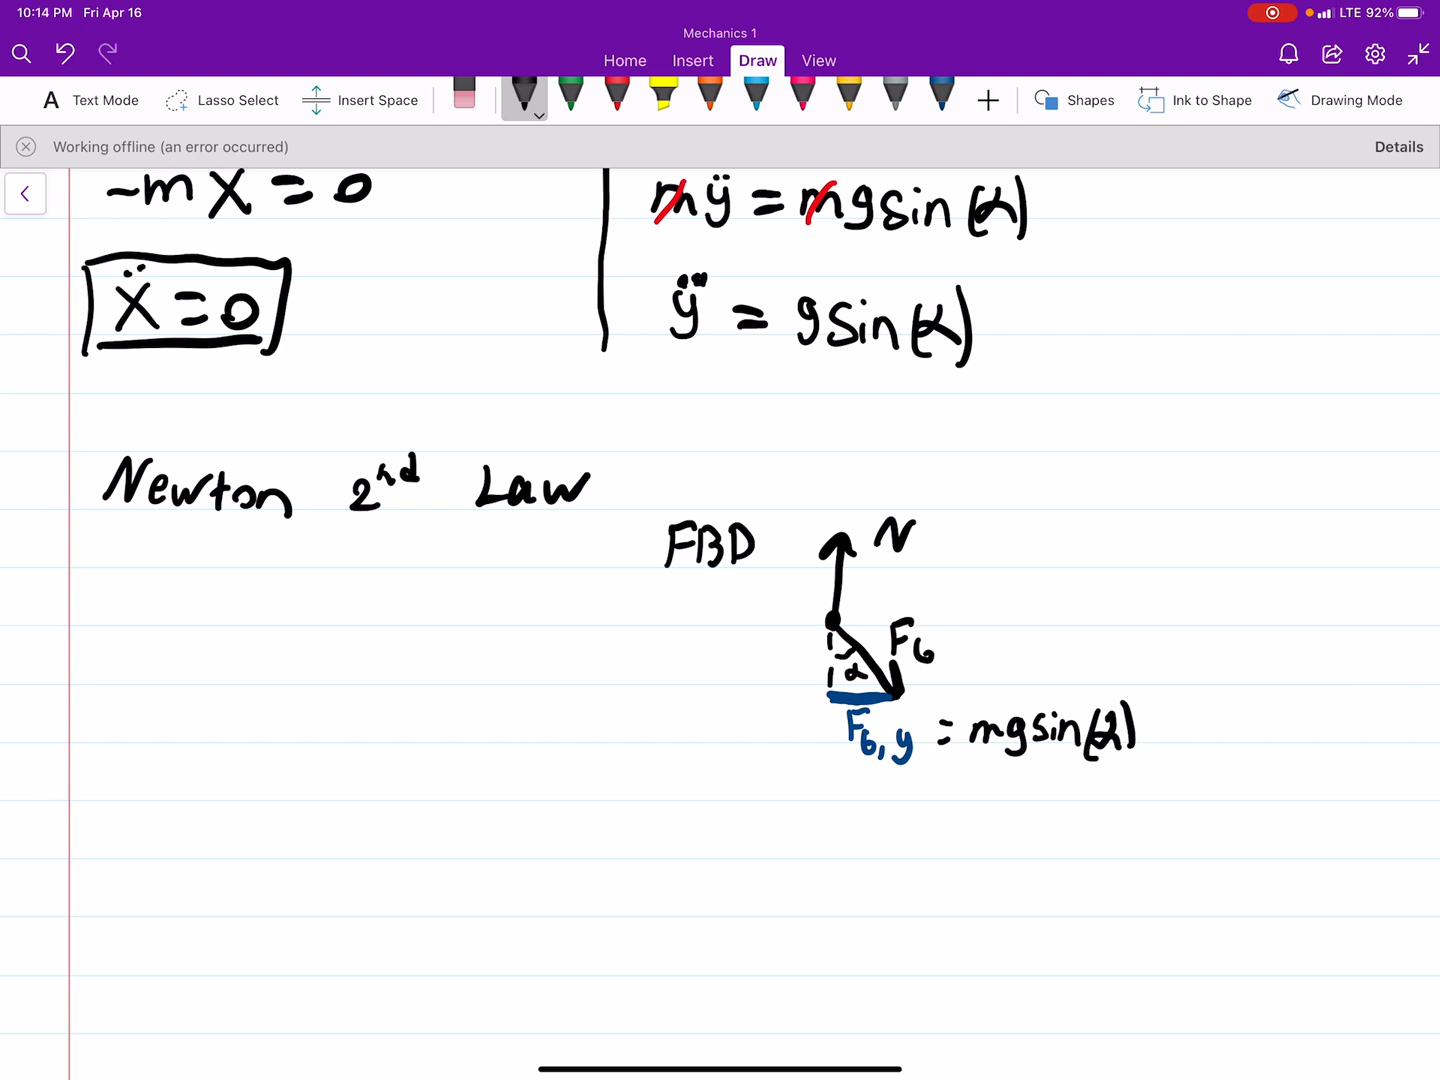 10:14 PM Fri Apr 16
LTE 92%
Mechanics 1
Home Insert Draw View
A Text Mode Lasso Select Insert Space Shapes Ink to Shape Drawing Mode
Working offline (an error occurred) Details
-mẍ = 0
ẍ = 0
mÿ = mg sin(α)
ÿ = g sin(α)
Newton 2nd Law
FBD
N
FG
α
FG,y = mg sin(α)